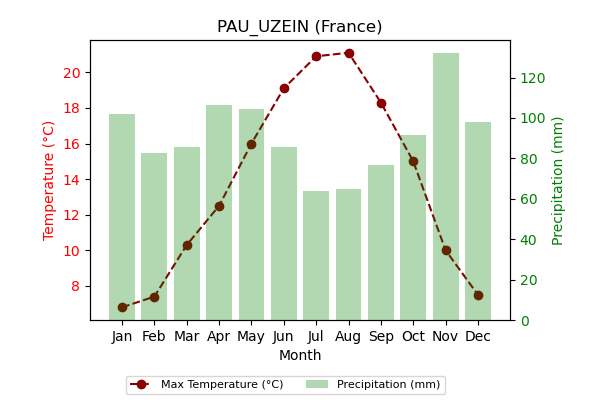 PAU_UZEIN (France)
Temperature (°C)
20
18
16
14
12
10
8
120
100
80
60
40
20
0
Precipitation (mm)
Jan Feb Mar Apr May Jun Jul Aug Sep Oct Nov Dec
Month
Max Temperature (°C) Precipitation (mm)